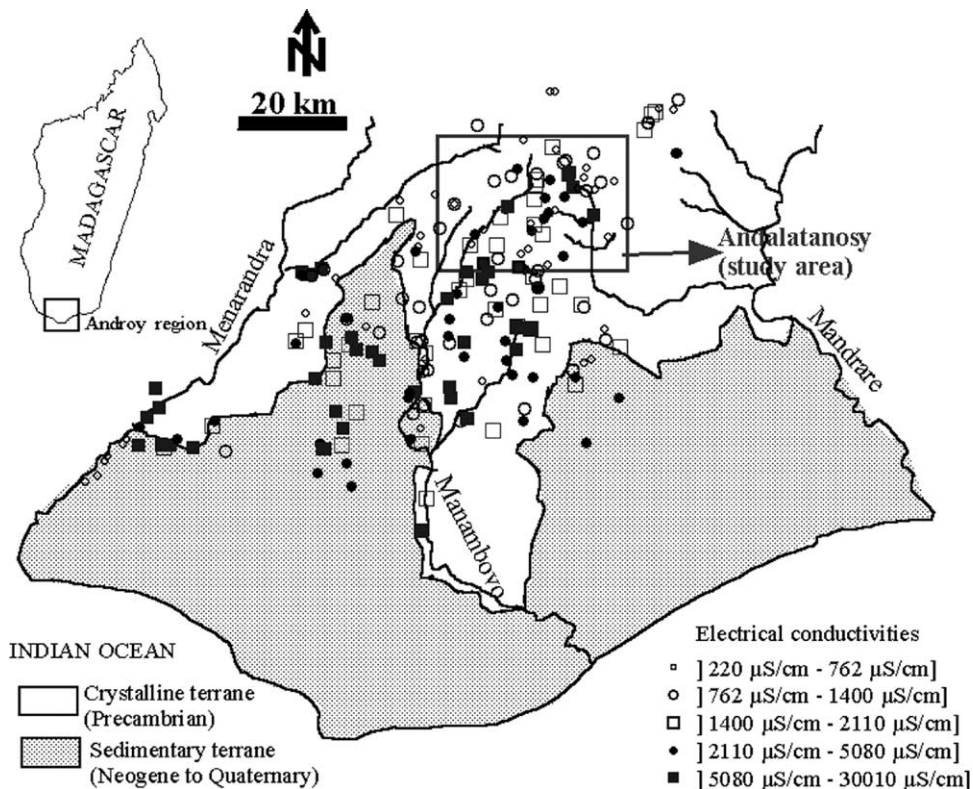 N
20 km
MADAGASCAR
Androy region
Menarandra
Andalatanosy
(study area)
Mandrare
Manambovo
INDIAN OCEAN
Crystalline terrane
(Precambrian)
Sedimentary terrane
(Neogene to Quaternary)
Electrical conductivities
] 220 µS/cm - 762 µS/cm]
] 762 µS/cm - 1400 µS/cm]
] 1400 µS/cm - 2110 µS/cm]
] 2110 µS/cm - 5080 µS/cm]
] 5080 µS/cm - 30010 µS/cm]